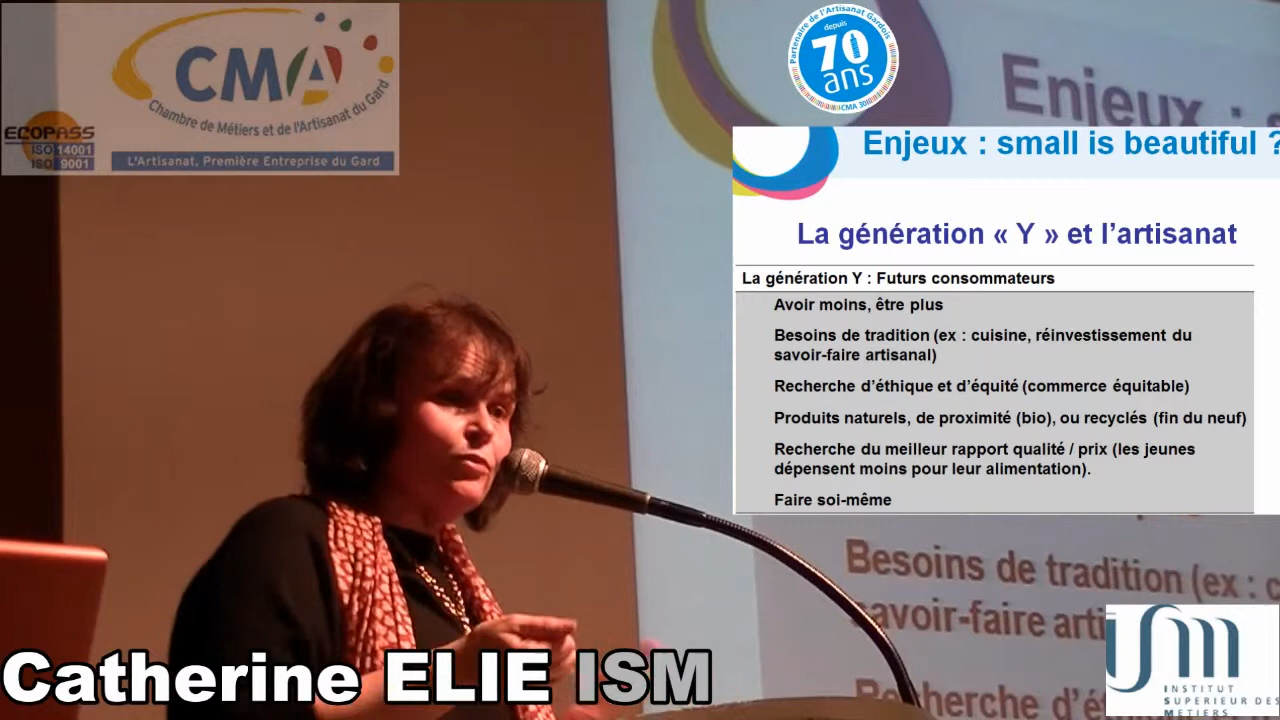 CMA
Chambre de Métiers et de l'Artisanat du Gard
ECOPASS
ISO 14001
ISO 9001
L'Artisanat, Première Entreprise du Gard
Partenaire de l'Artisanat Gardois
depuis
70
ans
CMA 30
Enjeux :
Enjeux : small is beautiful ?
La génération « Y » et l'artisanat
La génération Y : Futurs consommateurs
Avoir moins, être plus
Besoins de tradition (ex : cuisine, réinvestissement du
savoir-faire artisanal)
Recherche d'éthique et d'équité (commerce équitable)
Produits naturels, de proximité (bio), ou recyclés (fin du neuf)
Recherche du meilleur rapport qualité / prix (les jeunes
dépensent moins pour leur alimentation).
Faire soi-même
Besoins de tradition (ex : c
savoir-faire arti
Recherche d'é
ism
INSTITUT
SUPERIEUR DES
METIERS
Catherine ELIE ISM